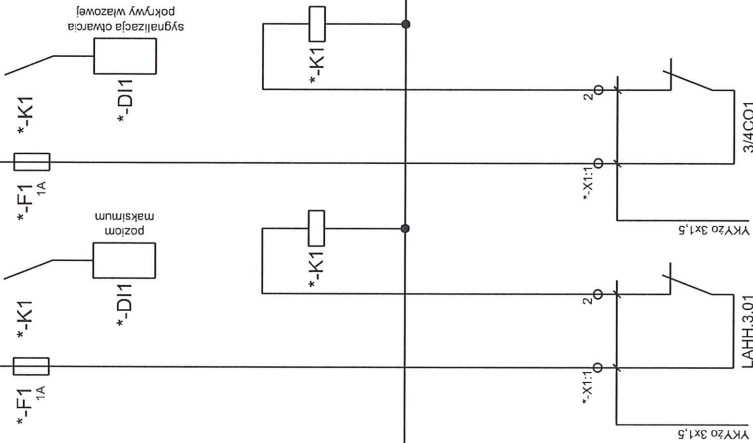 sygnalizacja otwarcia
pokrywy włazowej
*-K1
*-DI1
*-K1
*-F1
1A
2
*-X1:1
3/4CO1
YKYżo 3x1,5
poziom
maksimum
*-K1
*-DI1
*-K1
*-F1
1A
2
*-X1:1
LAHH.3.01
YKYżo 3x1,5